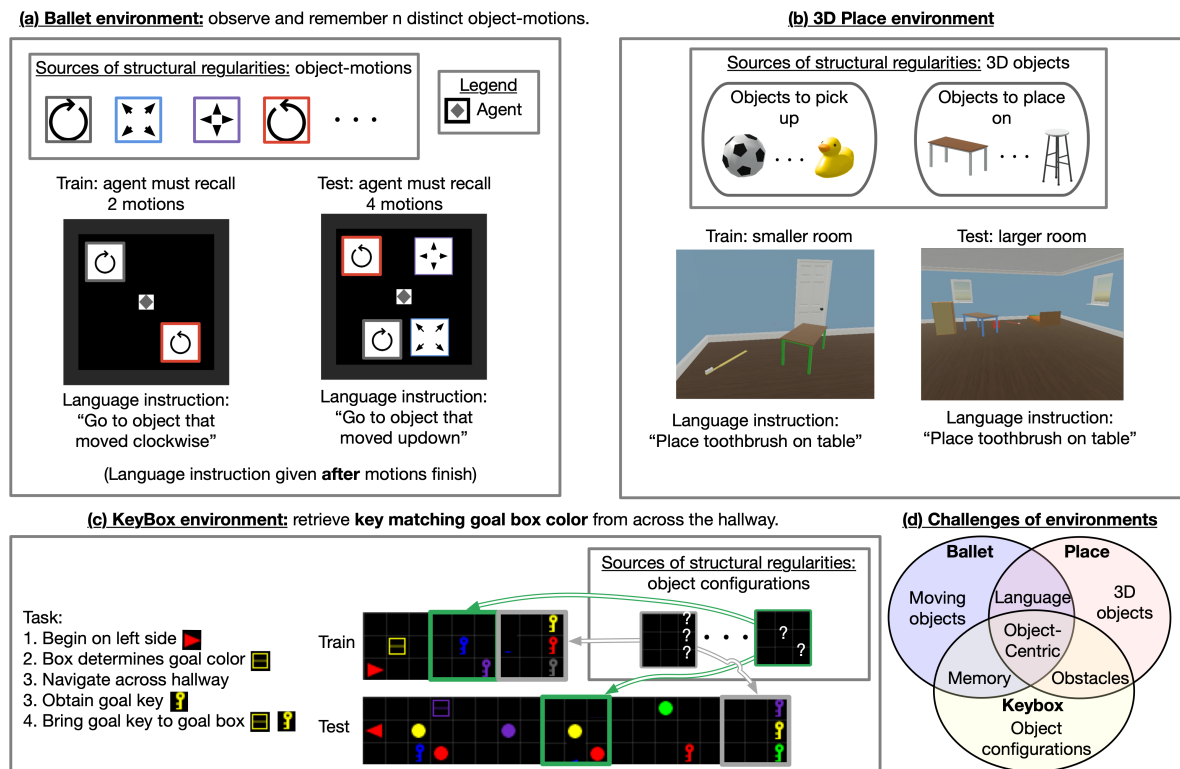 (a) Ballet environment: observe and remember n distinct object-motions.
Sources of structural regularities: object-motions
. . .
Legend
Agent
Train: agent must recall
2 motions
Test: agent must recall
4 motions
Language instruction:
“Go to object that
moved clockwise”
Language instruction:
“Go to object that
moved updown”
(Language instruction given after motions finish)
(b) 3D Place environment
Sources of structural regularities: 3D objects
Objects to pick
up
. . .
Objects to place
on
. . .
Train: smaller room
Test: larger room
Language instruction:
“Place toothbrush on table”
Language instruction:
“Place toothbrush on table”
(c) KeyBox environment: retrieve key matching goal box color from across the hallway.
Task:
1. Begin on left side
2. Box determines goal color
3. Navigate across hallway
3. Obtain goal key
4. Bring goal key to goal box
Sources of structural regularities:
object configurations
Train
?
?
?
. . .
?
?
Test
(d) Challenges of environments
Ballet
Place
Moving
objects
Language
3D
objects
Object-
Centric
Memory
Obstacles
Keybox
Object
configurations